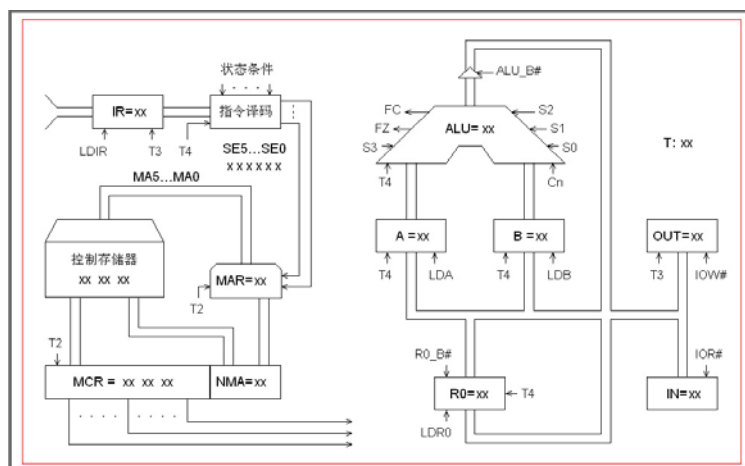 状态条件
. . .
IR=xx
指令译码
LDIR
T3
T4
SE5...SE0
XXXXXX
MA5...MA0
控制存储器
xx xx xx
MAR=xx
T2
T2
MCR = xx xx xx
NMA=xx
. . . . . . . .
ALU_B#
FC
FZ
S3
ALU= xx
S2
S1
S0
T4
Cn
T: xx
A =xx
B =xx
OUT=xx
T4
LDA
T4
LDB
T3
IOW#
R0_B#
IOR#
R0=xx
T4
IN=xx
LDR0